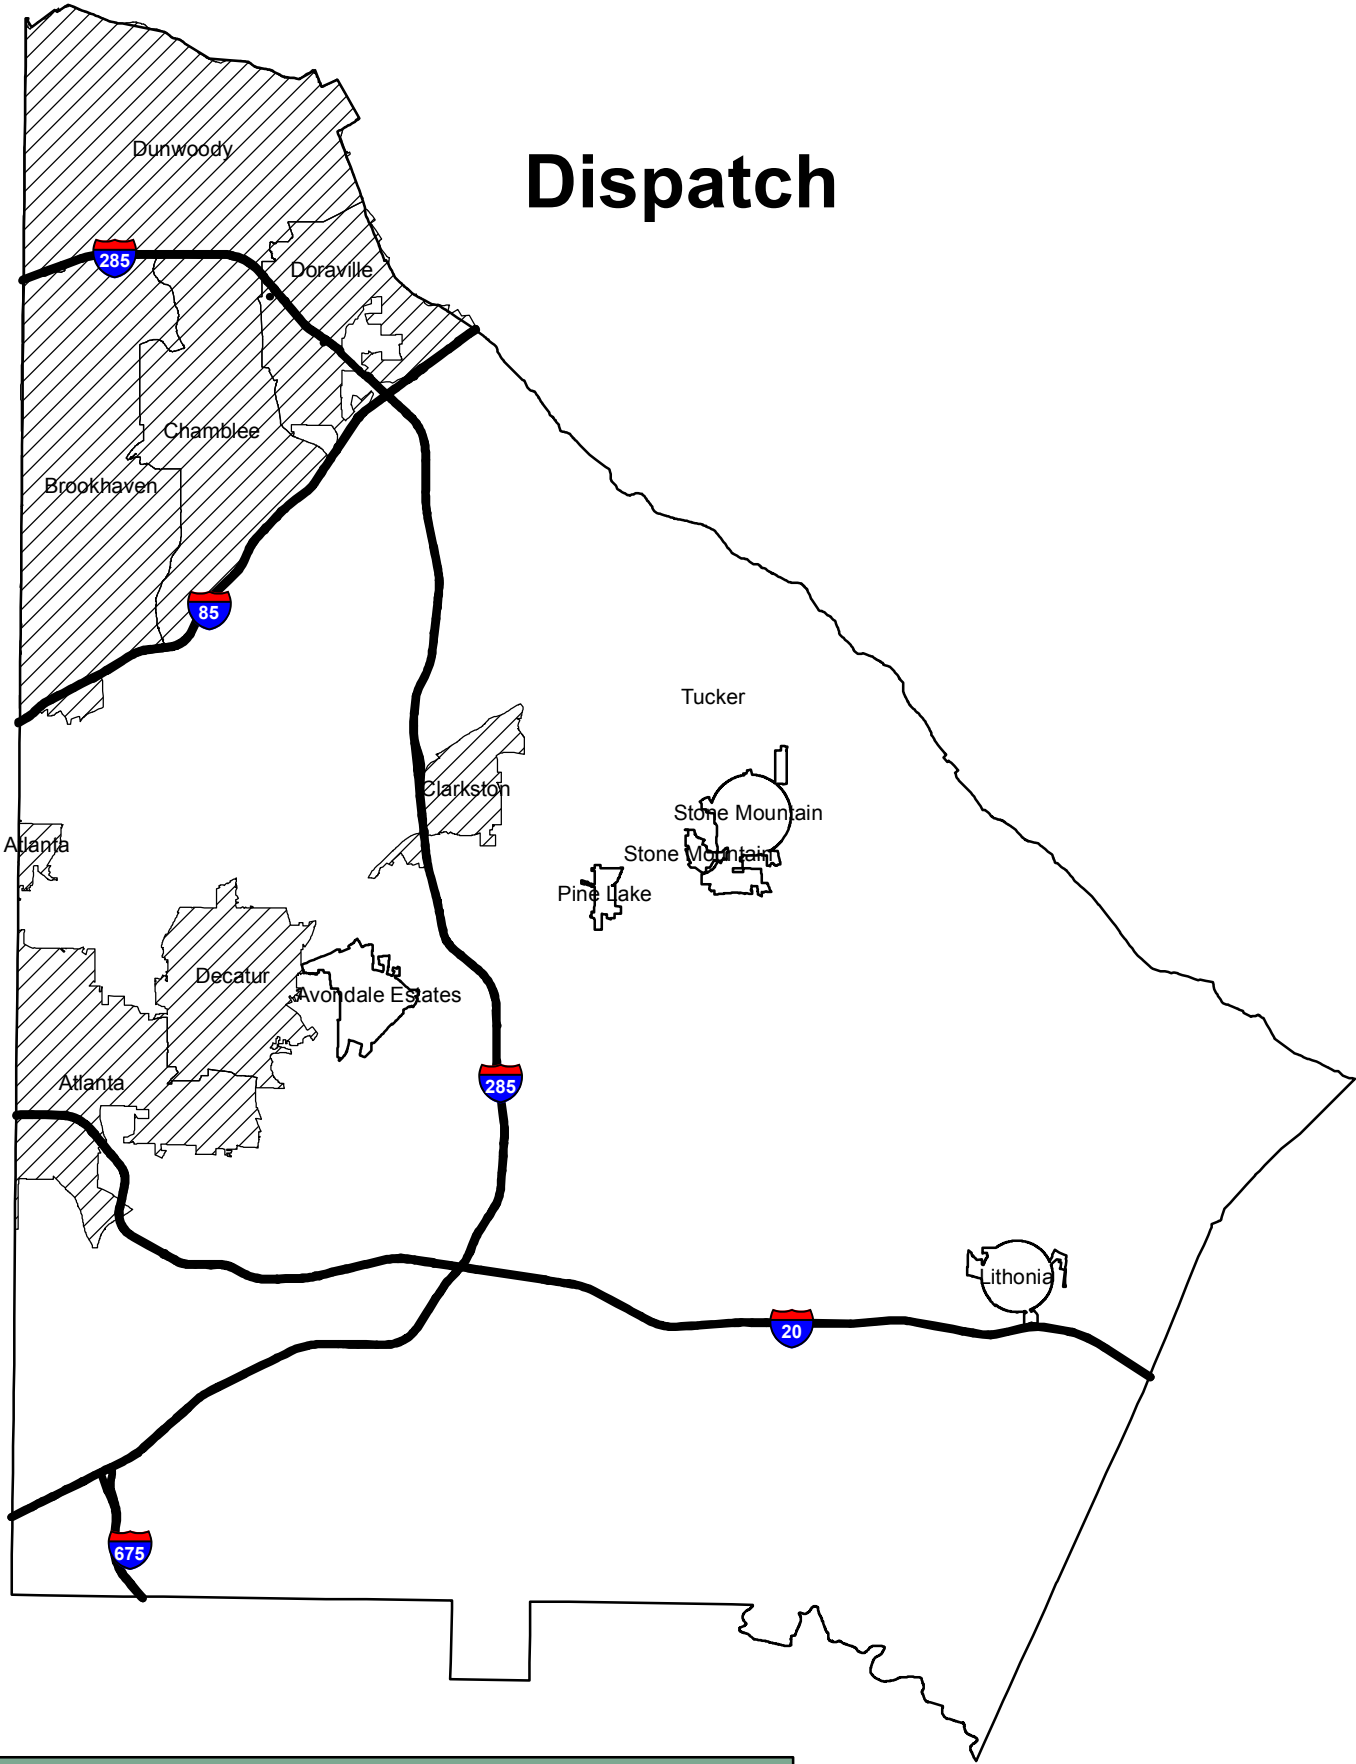 Dunwoody
Dispatch
285
Doraville
Chamblee
Brookhaven
85
Tucker
Clarkston
Stone Mountain
Atlanta
Stone Mountain
Pine Lake
Decatur
Avondale Estates
Atlanta
285
Lithonia
20
675